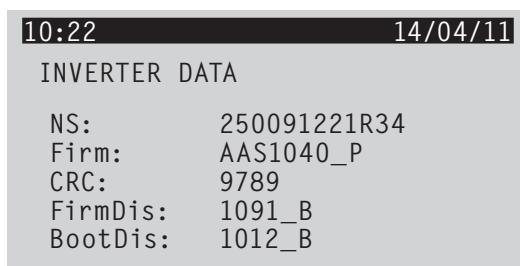 10:22 14/04/11
INVERTER DATA
NS: 250091221R34
Firm: AAS1040_P
CRC: 9789
FirmDis: 1091_B
BootDis: 1012_B